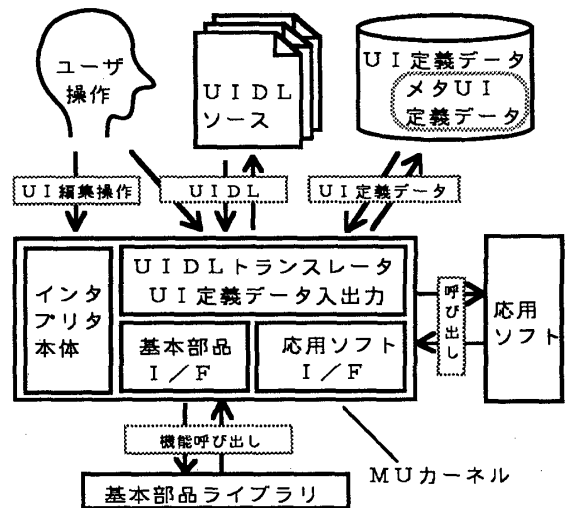 ユーザ
操作
UIDL
ソース
UI定義データ
メタUI
定義データ
UI編集操作
UIDL
UI定義データ
インタ
プリタ
本体
UIDLトランスレータ
UI定義データ入出力
基本部品
I/F
応用ソフト
I/F
呼び出し
応用
ソフト
機能呼び出し
MUカーネル
基本部品ライブラリ